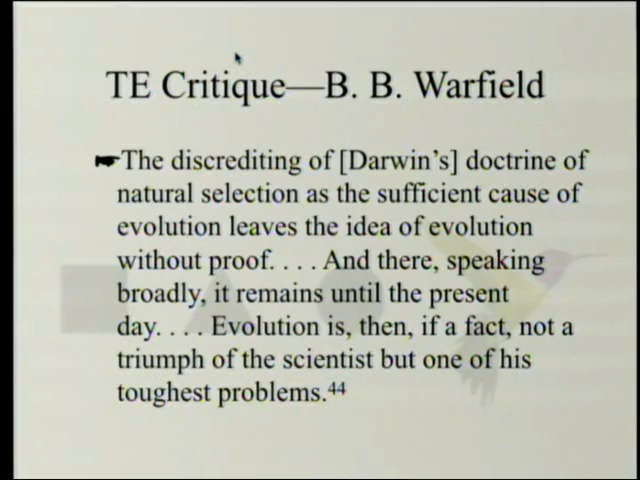 TE Critique—B. B. Warfield
☛The discrediting of [Darwin's] doctrine of
natural selection as the sufficient cause of
evolution leaves the idea of evolution
without proof. . . . And there, speaking
broadly, it remains until the present
day. . . . Evolution is, then, if a fact, not a
triumph of the scientist but one of his
toughest problems.⁴⁴